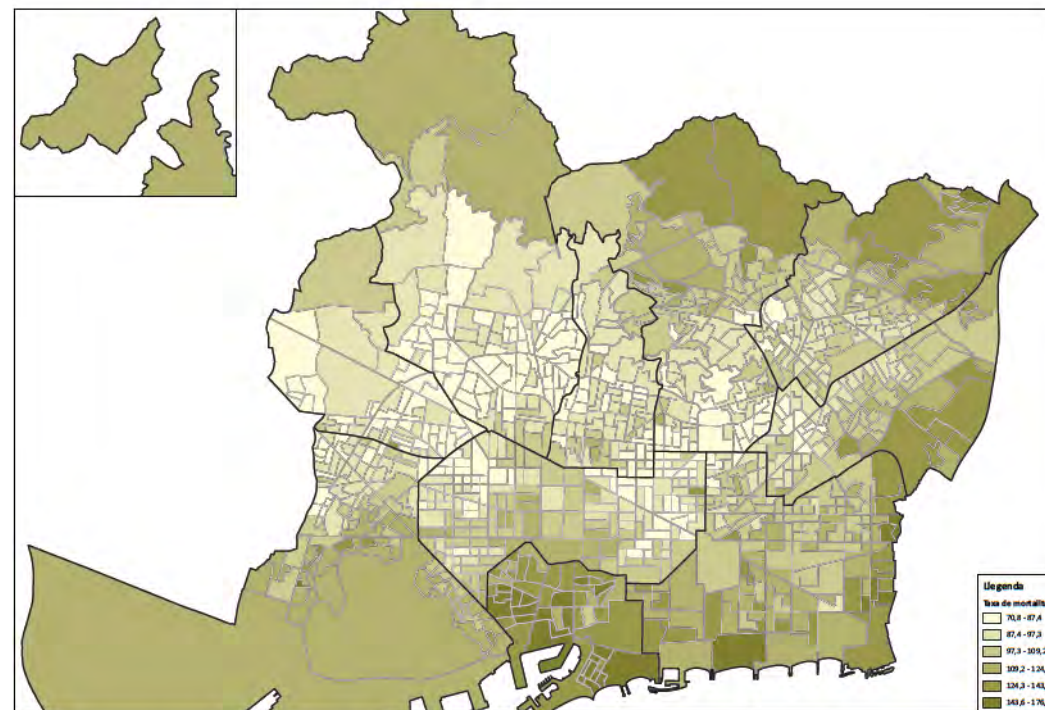 Llegenda
Taxa de mortalit
70,8 - 87,4
87,4 - 97,3
97,3 - 109,2
109,2 - 124,
124,3 - 143,
143,6 - 176,